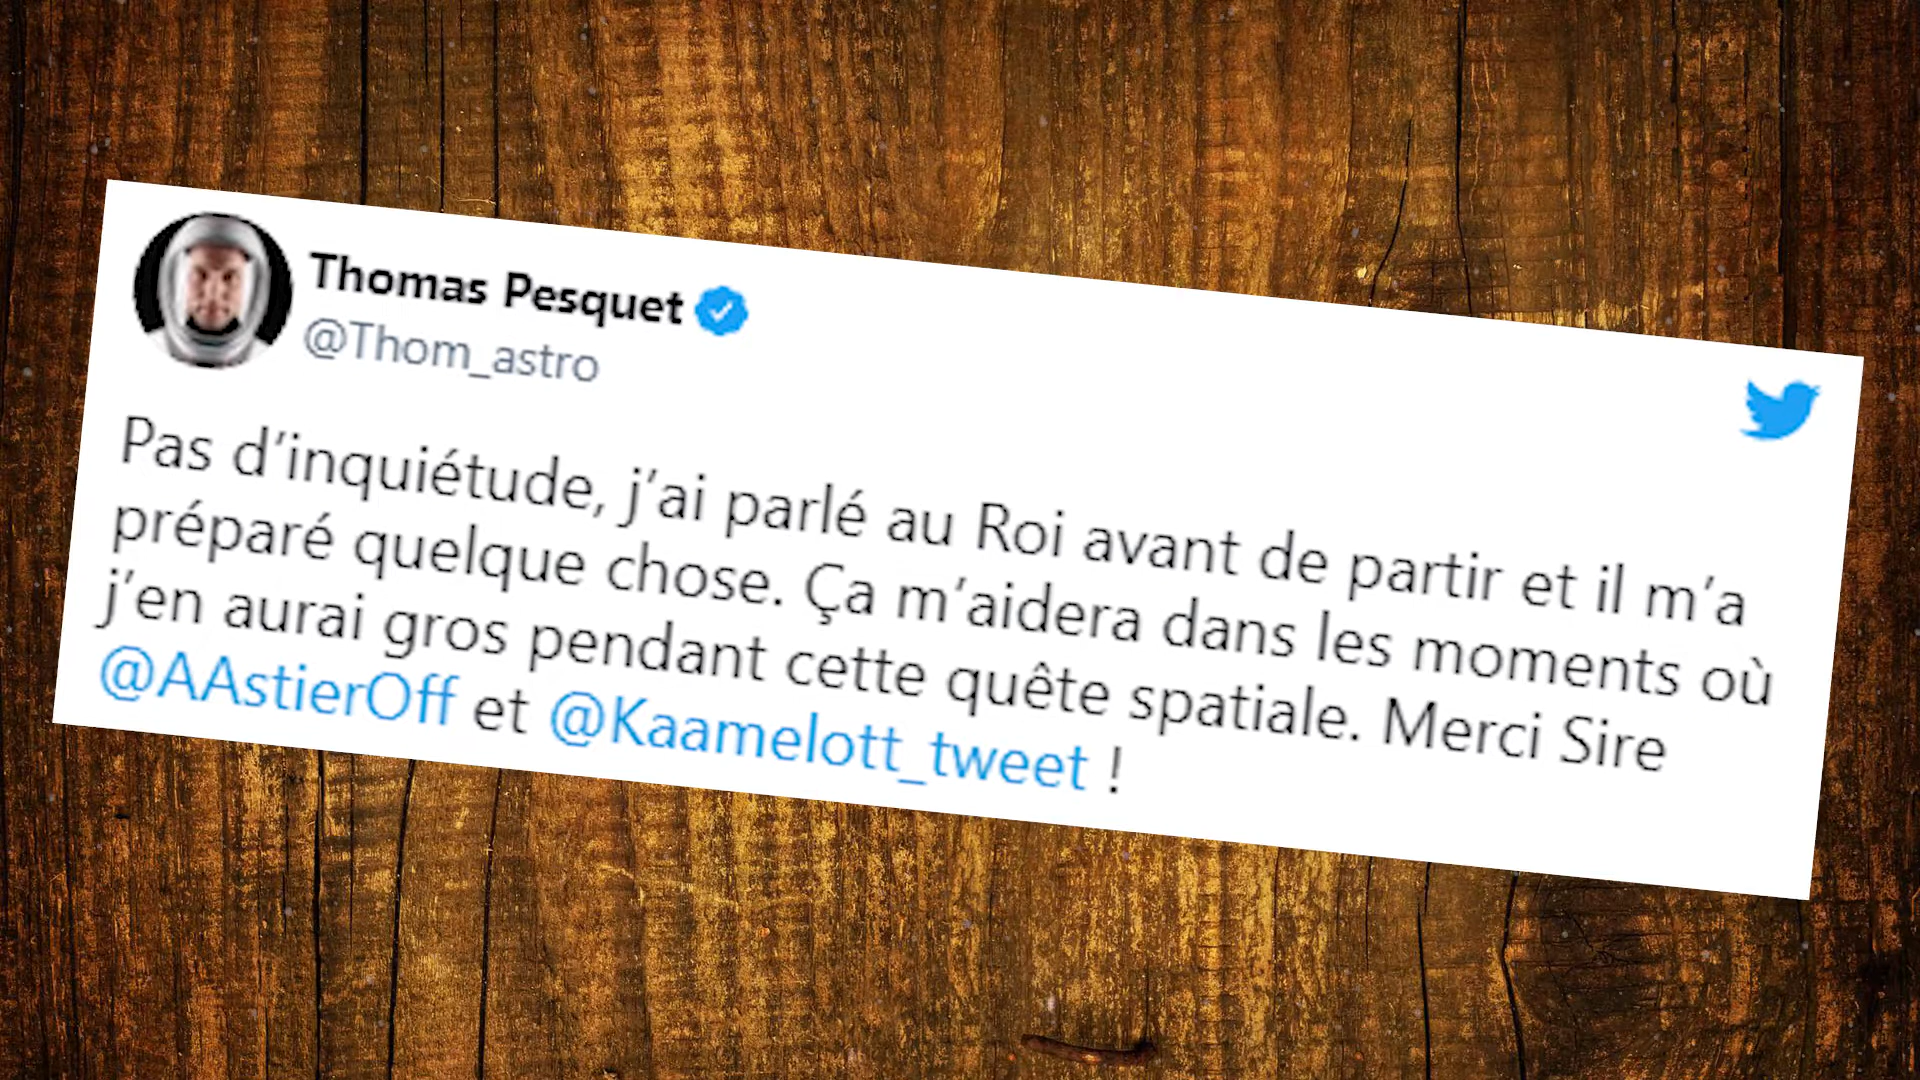 Thomas Pesquet
@Thom_astro
Pas d’inquiétude, j’ai parlé au Roi avant de partir et il m’a
préparé quelque chose. Ça m’aidera dans les moments où
j’en aurai gros pendant cette quête spatiale. Merci Sire
@AAstierOff et @Kaamelott_tweet !